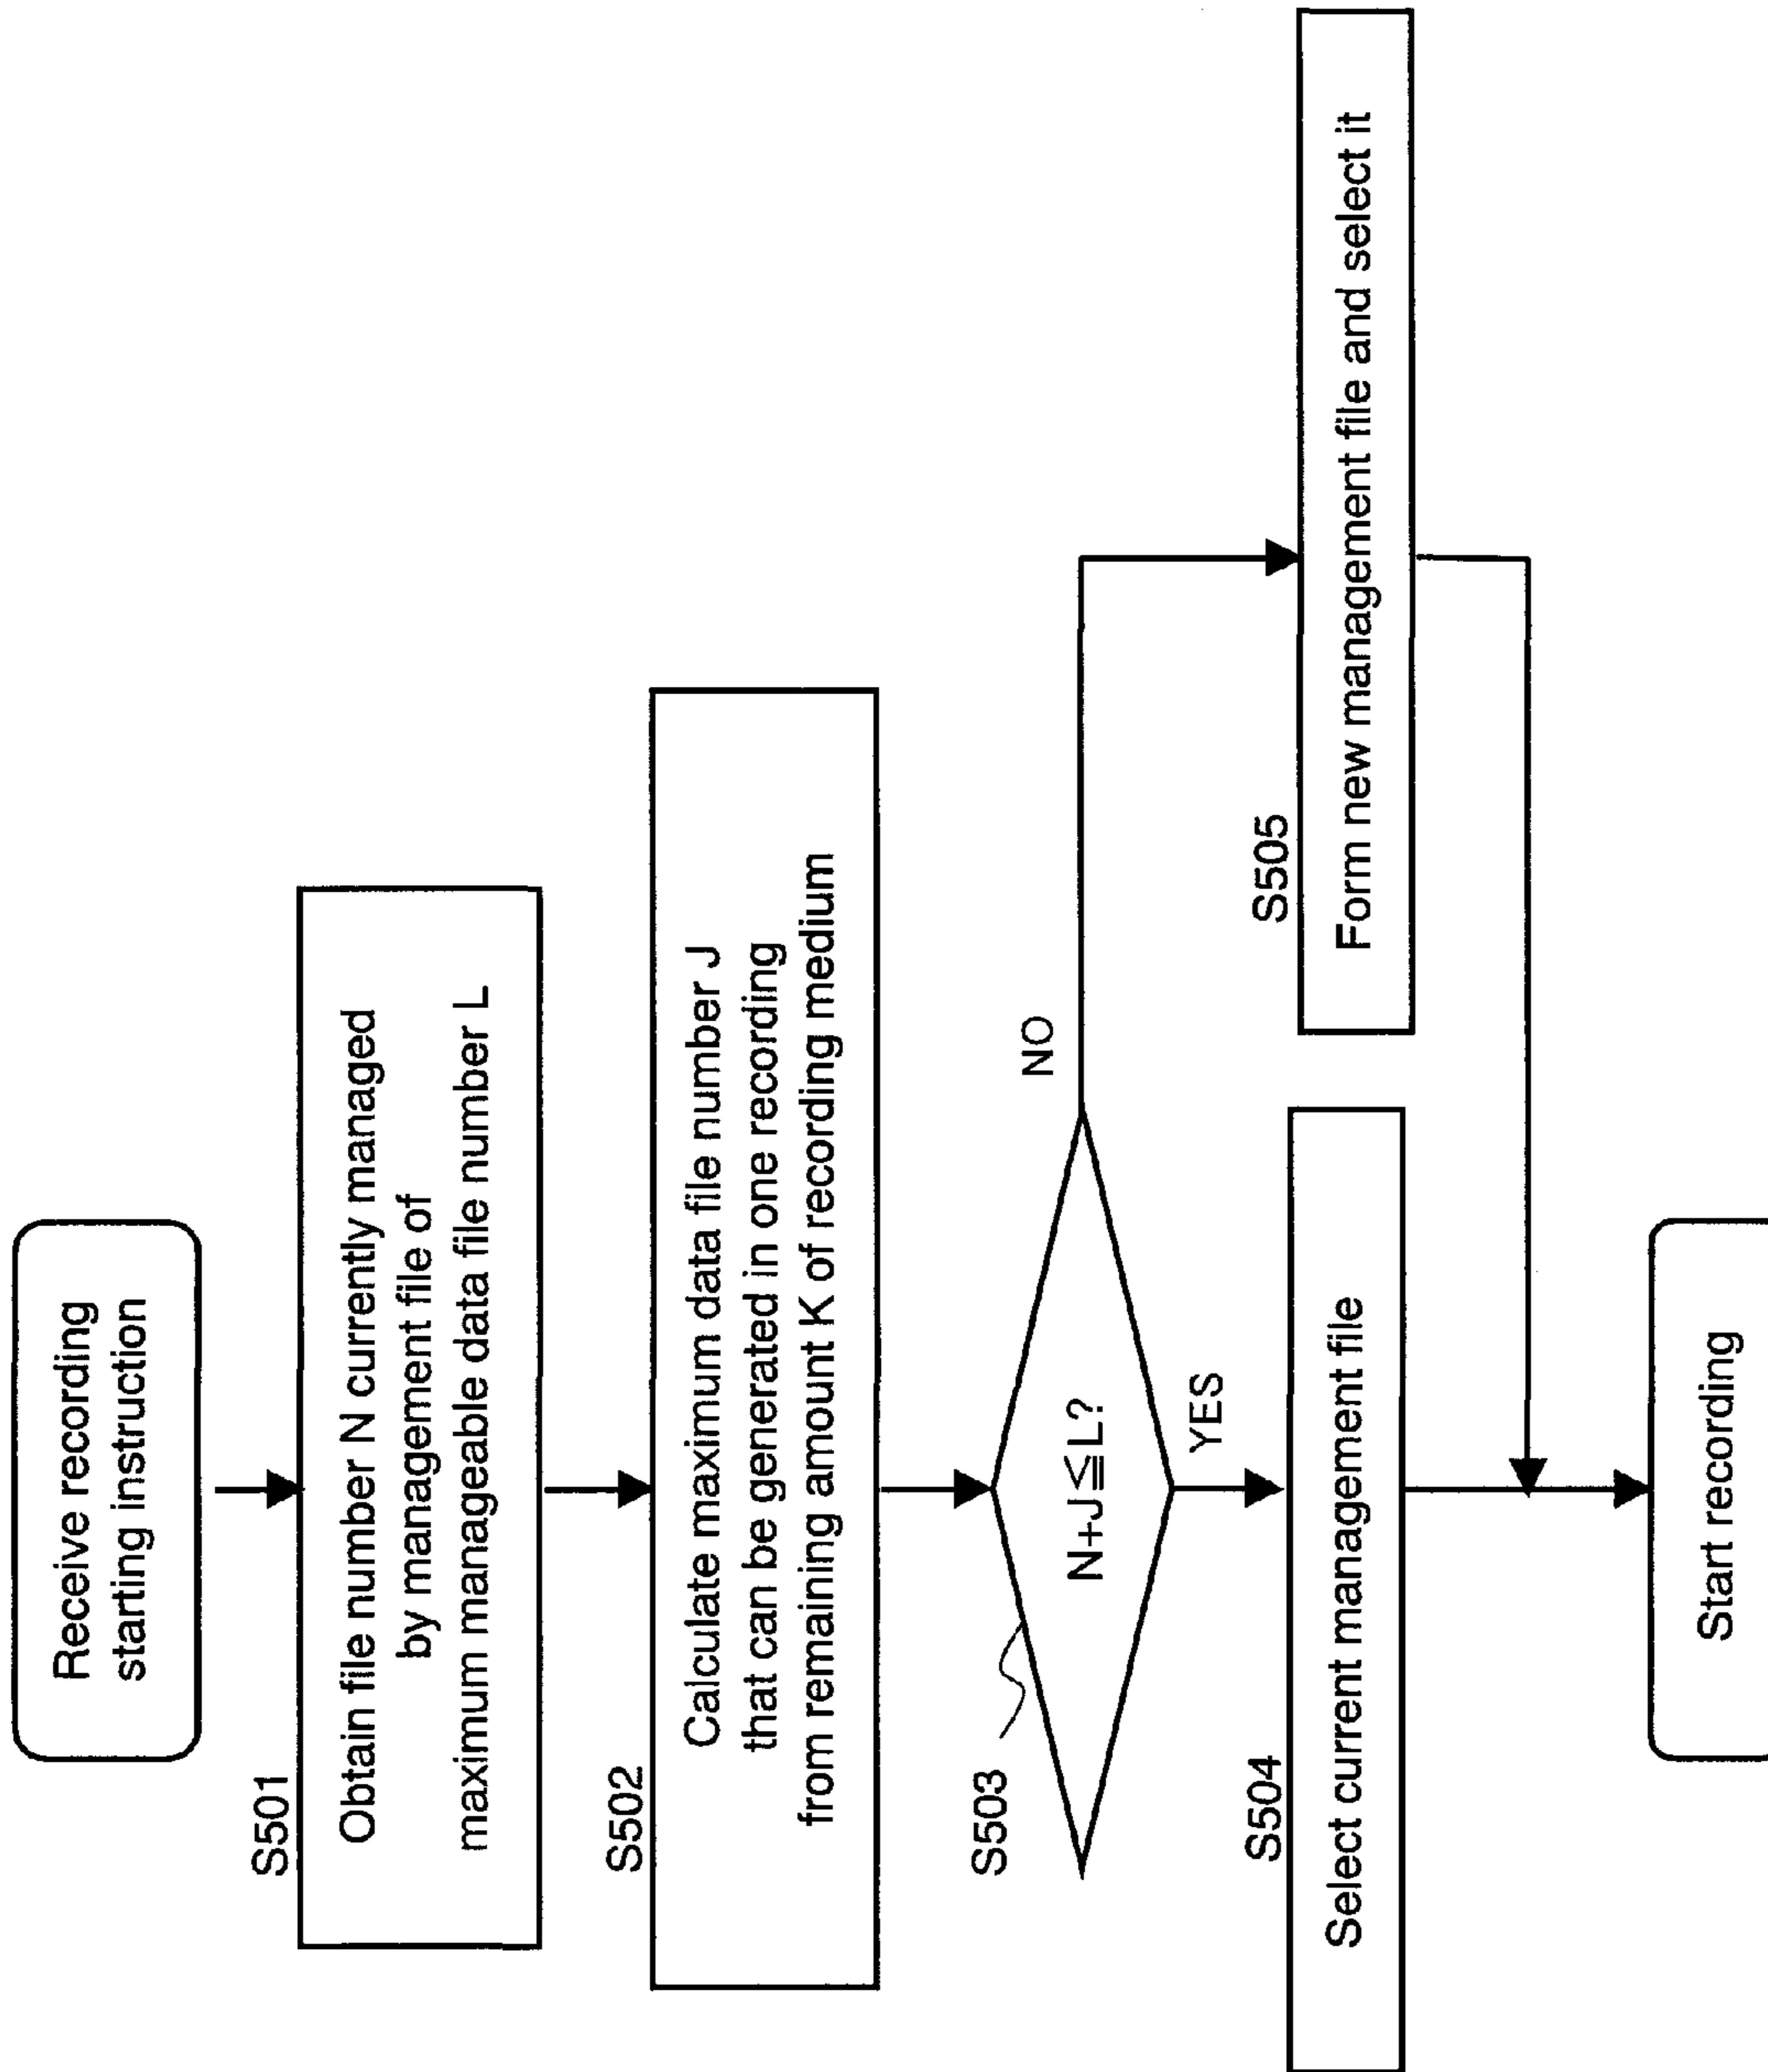 Receive recording
starting instruction
S501
Obtain file number N currently managed
by management file of
maximum manageable data file number L
S502
Calculate maximum data file number J
that can be generated in one recording
from remaining amount K of recording medium
S503
N+J≦L?
NO
YES
S504
Select current management file
S505
Form new management file and select it
Start recording